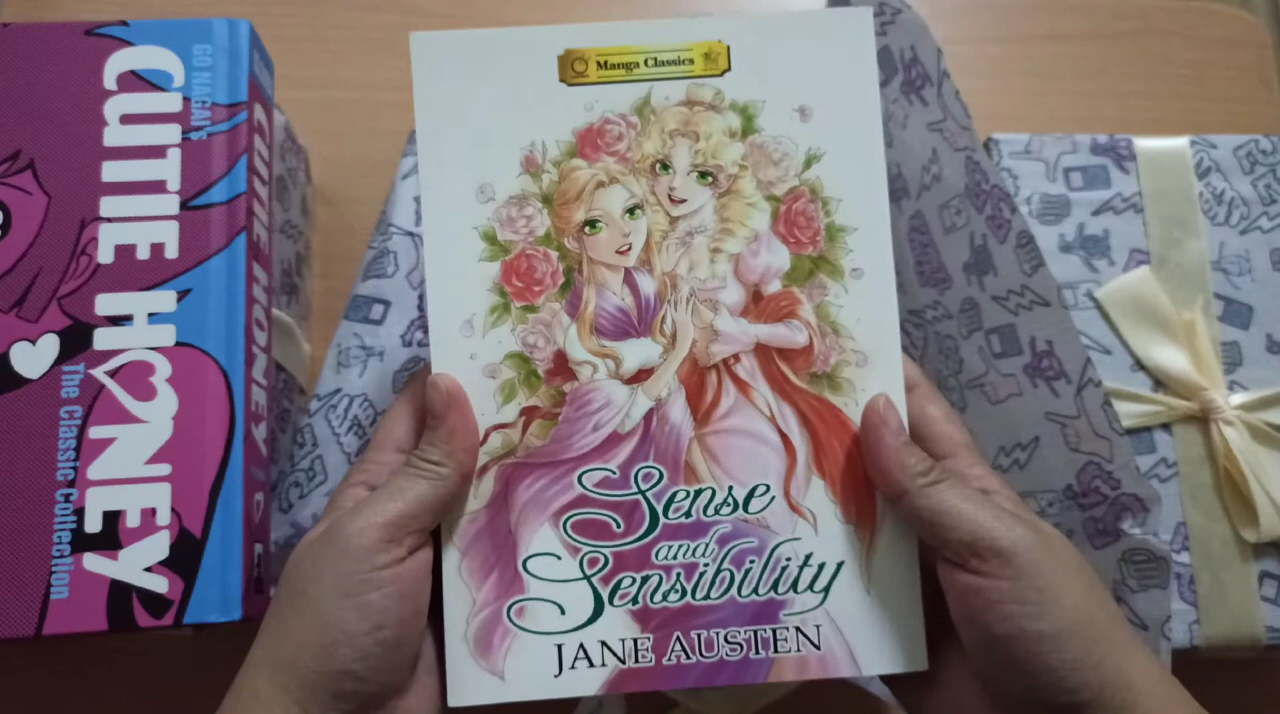 GO NAGAI's
CUTIE HONEY
The Classic Collection
CUTIE HONEY
Manga Classics
Sense
and
Sensibility
JANE AUSTEN